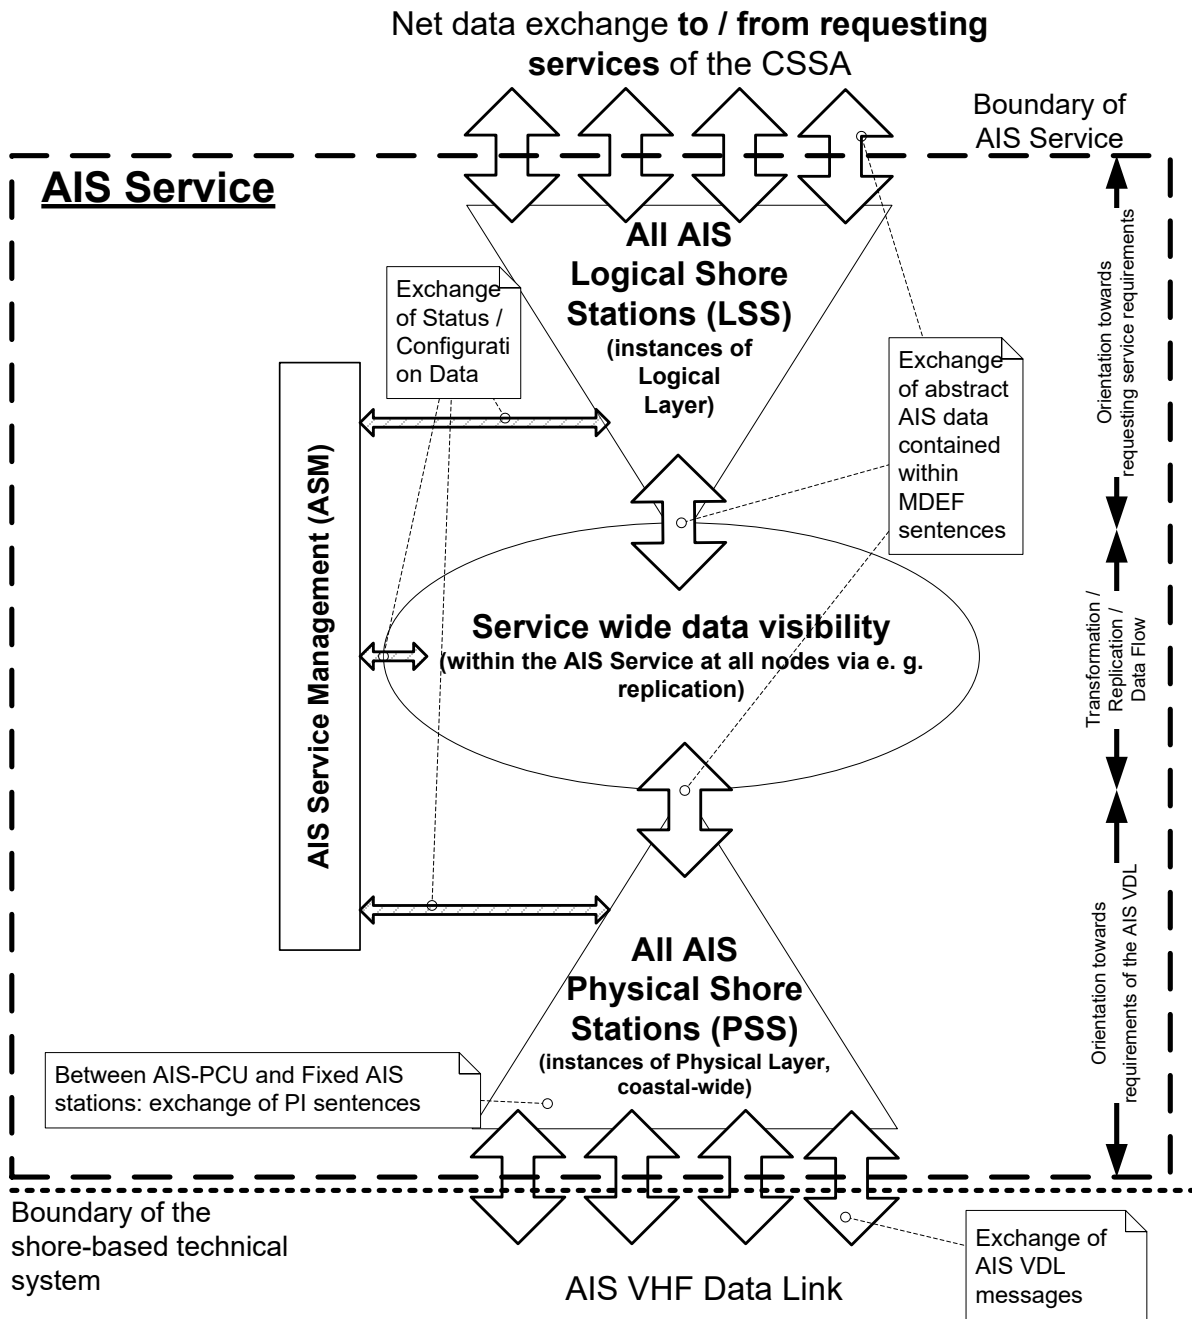 Net data exchange to / from requesting
services of the CSSA
Boundary of
AIS Service
AIS Service
All AIS
Logical Shore
Stations (LSS)
(instances of
Logical
Layer)
Exchange
of Status /
Configurati
on Data
Exchange
of abstract
AIS data
contained
within
MDEF
sentences
Orientation towards
requesting service requirements
AIS Service Management (ASM)
Service wide data visibility
(within the AIS Service at all nodes via e. g.
replication)
Transformation /
Replication /
Data Flow
All AIS
Physical Shore
Stations (PSS)
(instances of Physical Layer,
coastal-wide)
Orientation towards
requirements of the AIS VDL
Between AIS-PCU and Fixed AIS
stations: exchange of PI sentences
Boundary of the
shore-based technical
system
AIS VHF Data Link
Exchange of
AIS VDL
messages